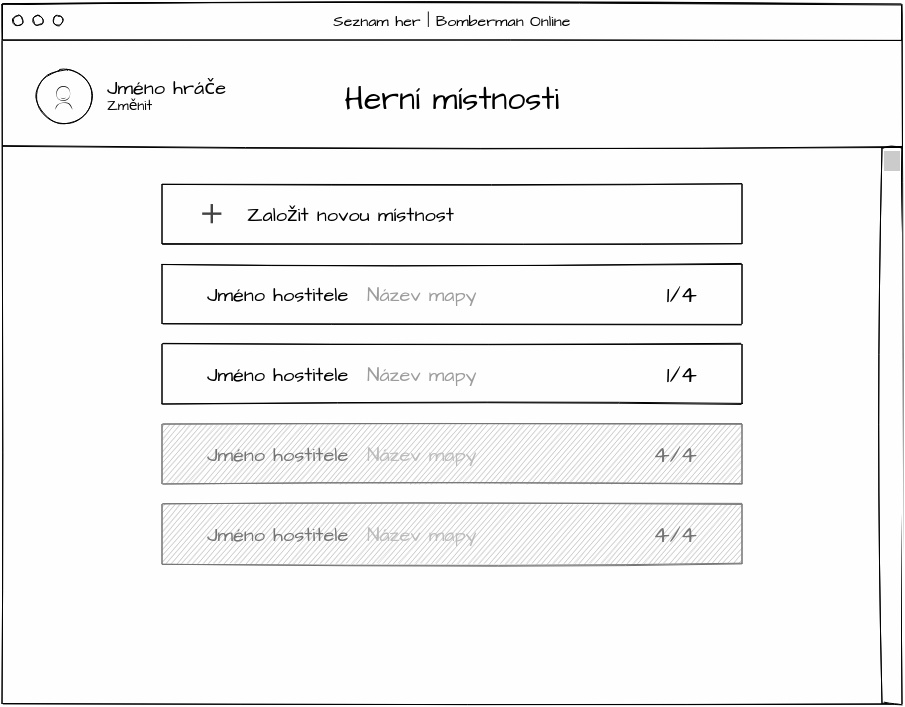 Seznam her | Bomberman Online
Jméno hráče
Změnit
Herní místnosti
+ Založit novou místnost
Jméno hostitele Název mapy 1/4
Jméno hostitele Název mapy 1/4
Jméno hostitele Název mapy 4/4
Jméno hostitele Název mapy 4/4